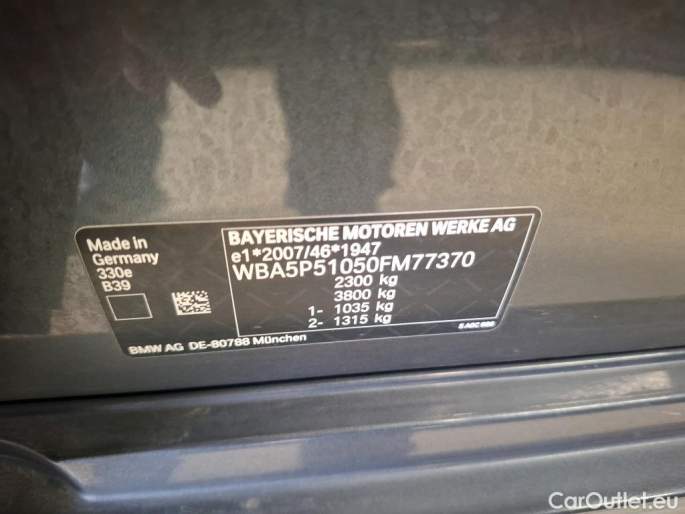 Made in
Germany
330e
B39
BMW AG DE-80788 München
BAYERISCHE MOTOREN WERKE AG
e1*2007/46*1947
WBA5P51050FM77370
2300 kg
3800 kg
1- 1035 kg
2- 1315 kg
CarOutlet.eu